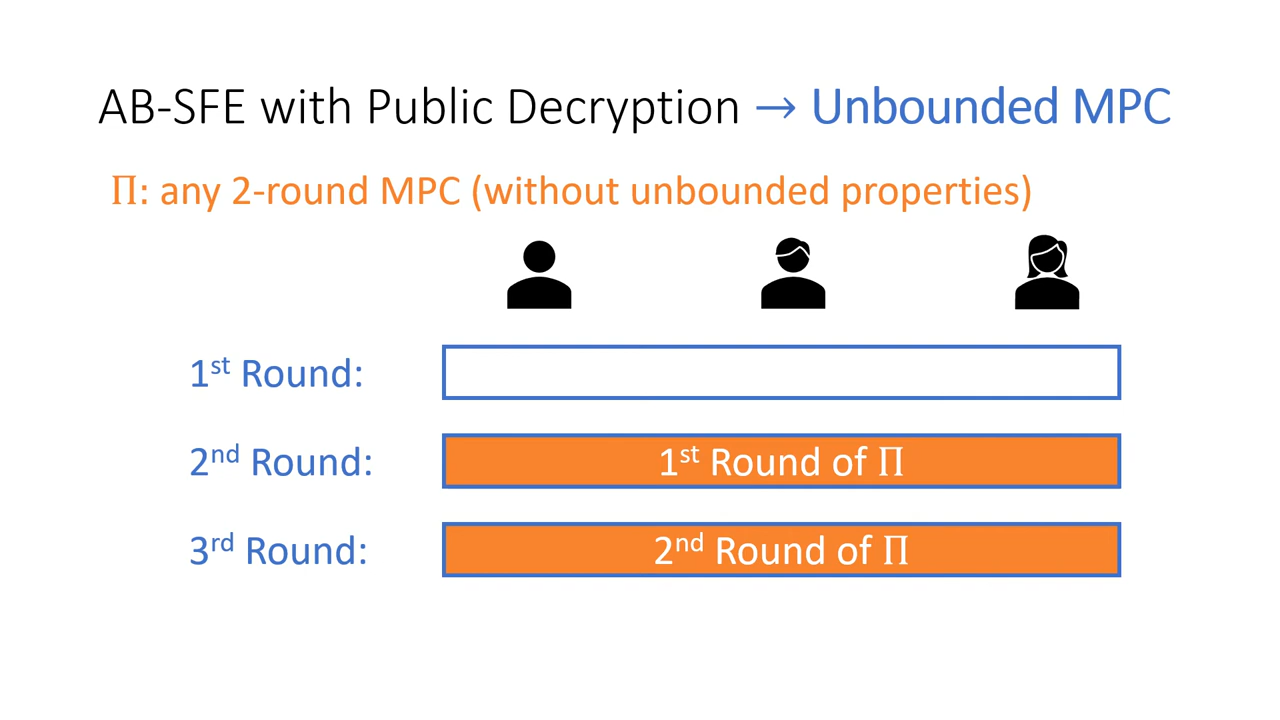 AB-SFE with Public Decryption → Unbounded MPC
Π: any 2-round MPC (without unbounded properties)
1st Round:
2nd Round:
1st Round of Π
3rd Round:
2nd Round of Π